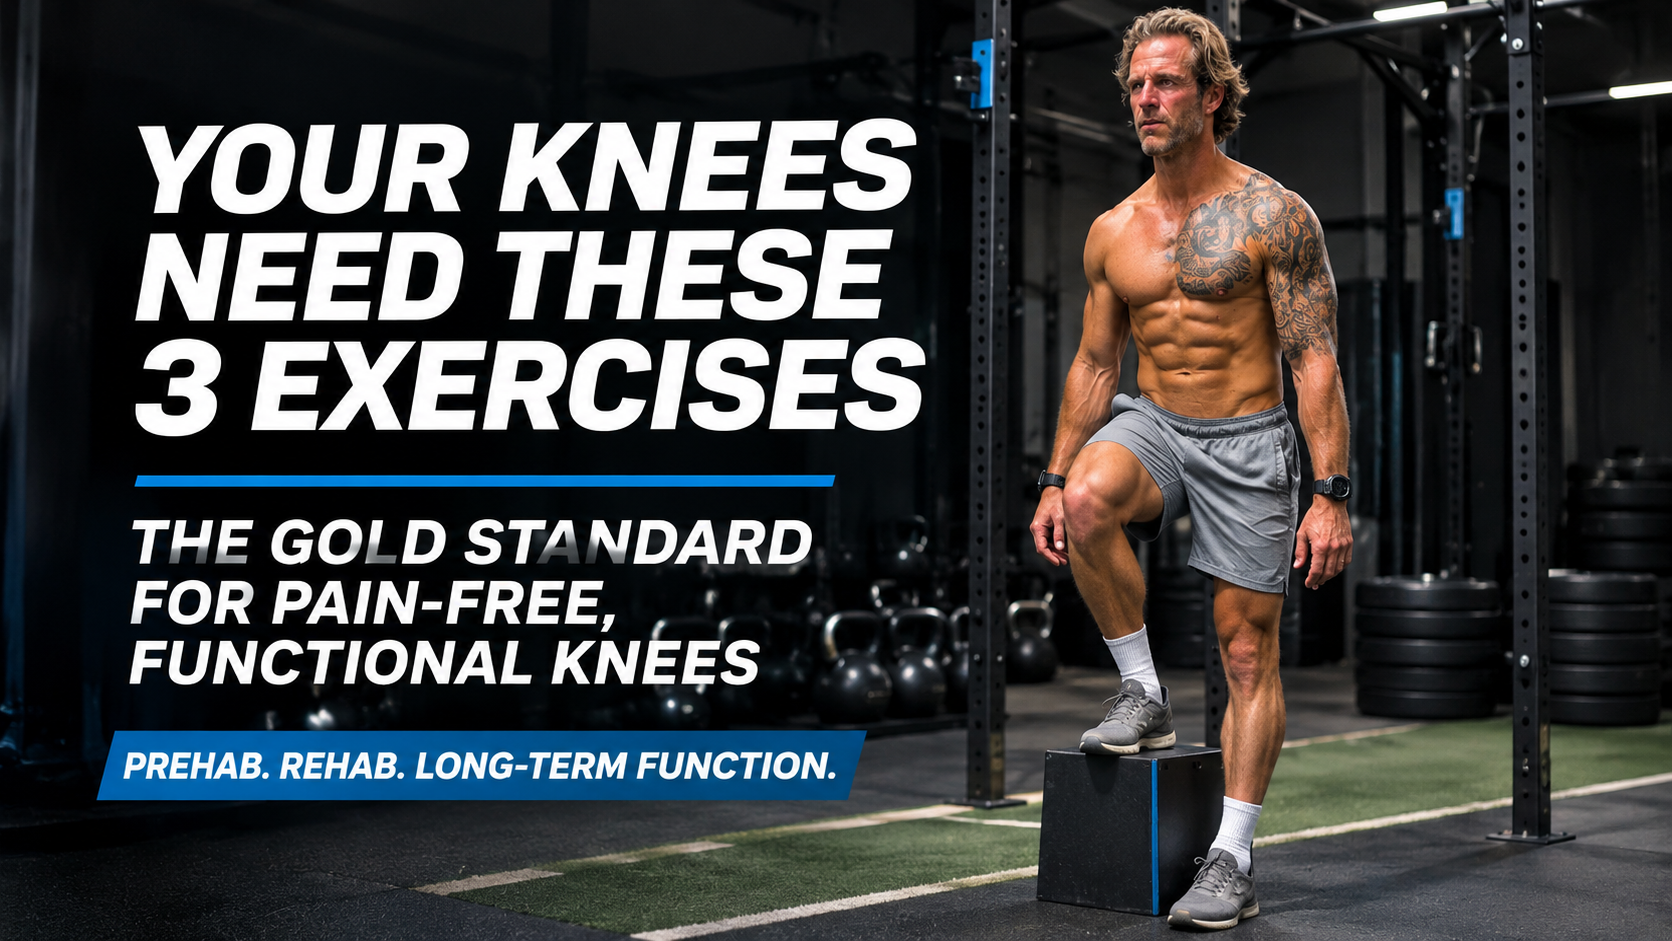 YOUR KNEES
NEED THESE
3 EXERCISES
THE GOLD STANDARD
FOR PAIN-FREE,
FUNCTIONAL KNEES
PREHAB. REHAB. LONG-TERM FUNCTION.